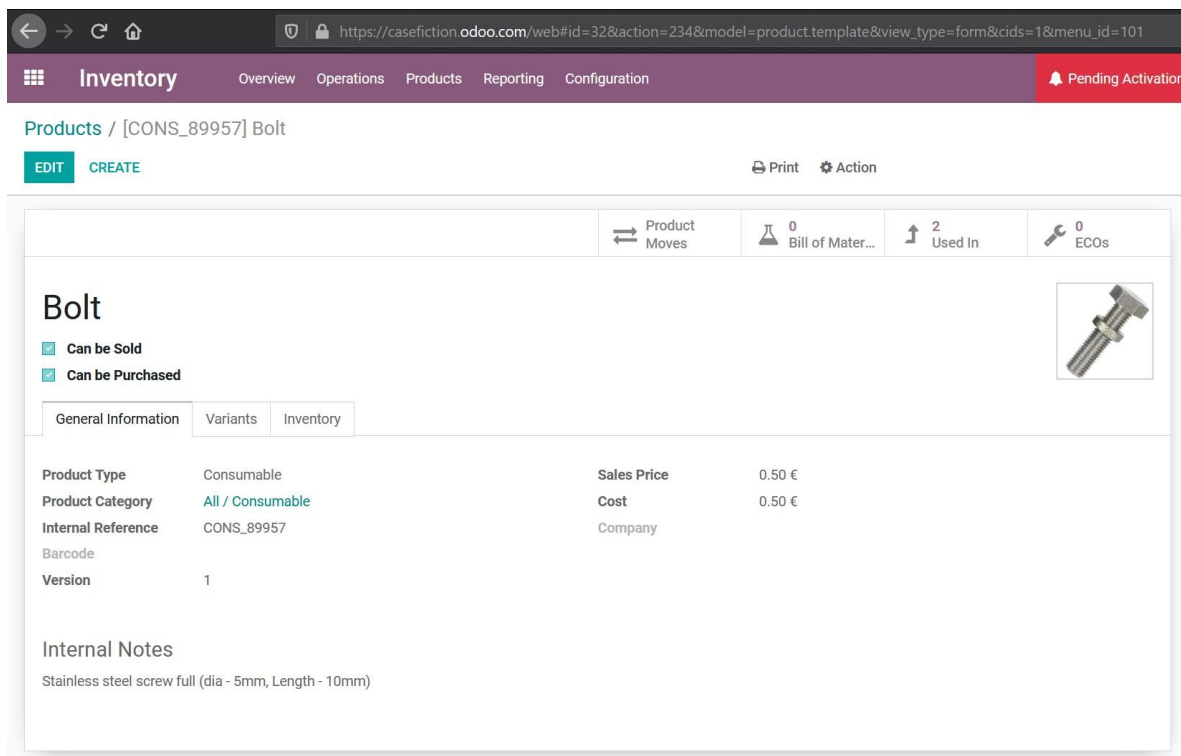 https://casefiction.odoo.com/web#id=32&action=234&model=product.template&view_type=form&cids=1&menu_id=101
Inventory Overview Operations Products Reporting Configuration Pending Activation
Products / [CONS_89957] Bolt
EDIT CREATE Print Action
Product Moves 0 Bill of Mater... 2 Used In 0 ECOs
Bolt
Can be Sold
Can be Purchased
General Information Variants Inventory
Product Type Consumable Sales Price 0.50 €
Product Category All / Consumable Cost 0.50 €
Internal Reference CONS_89957 Company
Barcode
Version 1
Internal Notes
Stainless steel screw full (dia - 5mm, Length - 10mm)